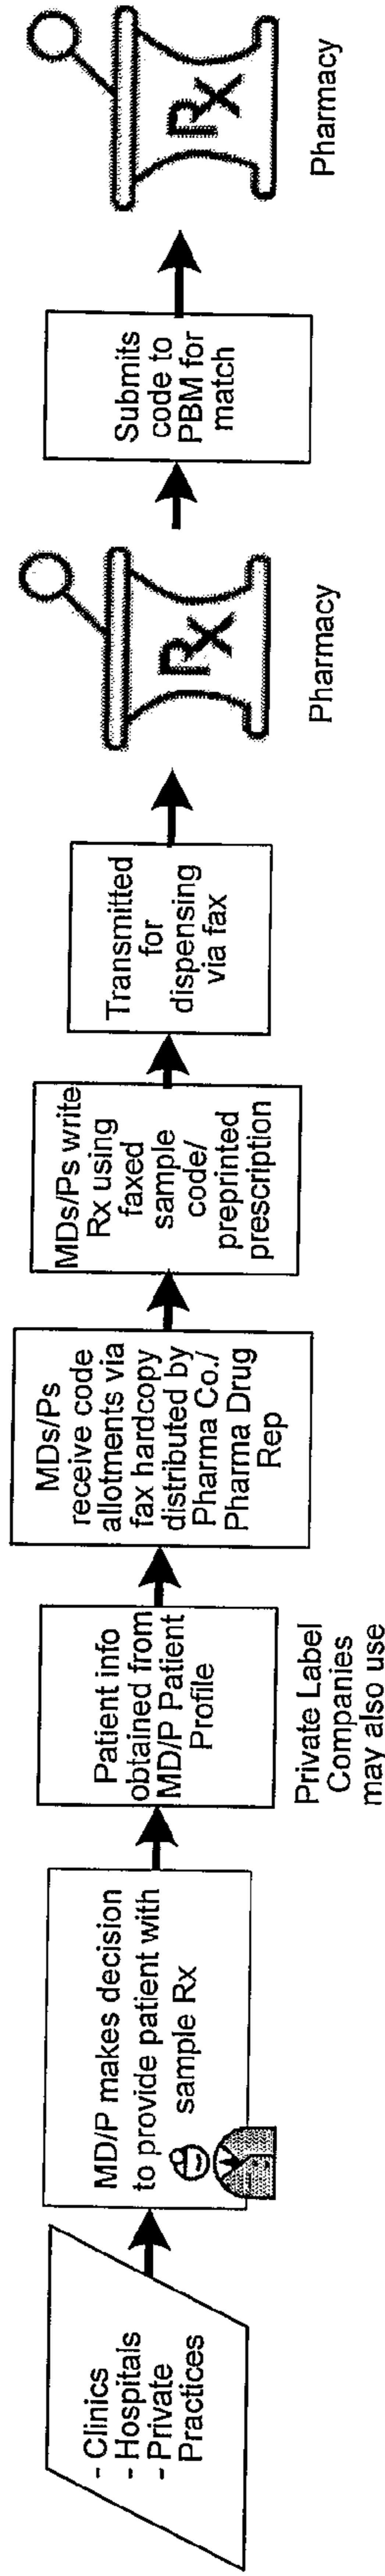 - Clinics
- Hospitals
- Private
Practices
MD/P makes decision
to provide patient with
sample Rx
Patient info
obtained from
MD/P Patient
Profile
Private Label
Companies
may also use
MDs/Ps
receive code
allotments via
fax hardcopy
distributed by
Pharma Co./
Pharma Drug
Rep
MDs/Ps write
Rx using
faxed
sample
code/
preprinted
prescription
Transmitted
for
dispensing
via fax
Rx
Pharmacy
Submits
code to
PBM for
match
Rx
Pharmacy